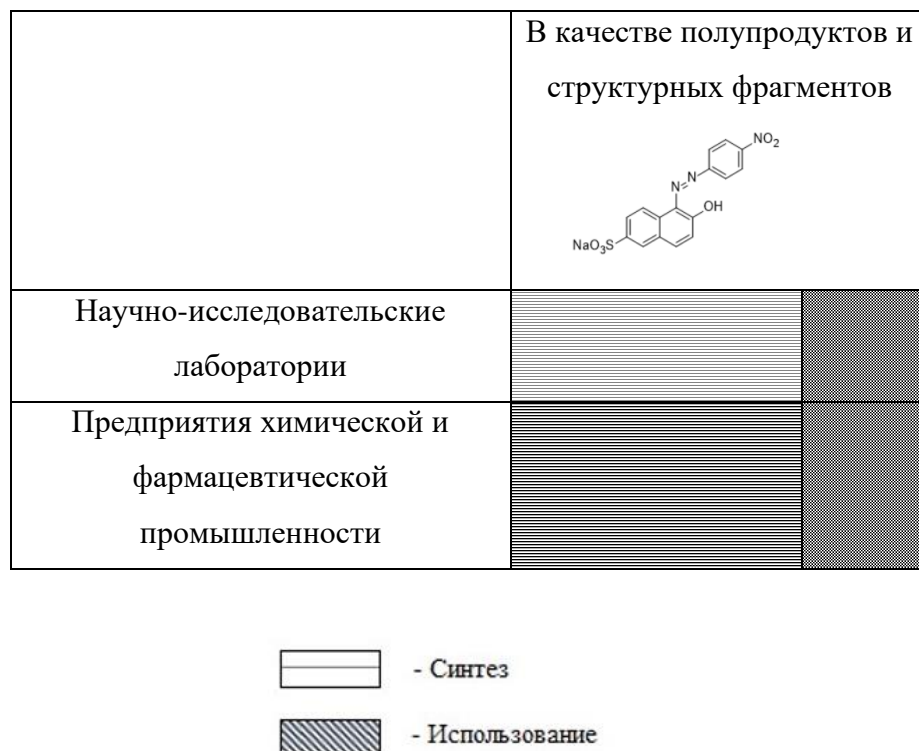 В качестве полупродуктов и
структурных фрагментов
NO2
N=N
OH
NaO3S
Научно-исследовательские
лаборатории
Предприятия химической и
фармацевтической
промышленности
- Синтез
- Использование